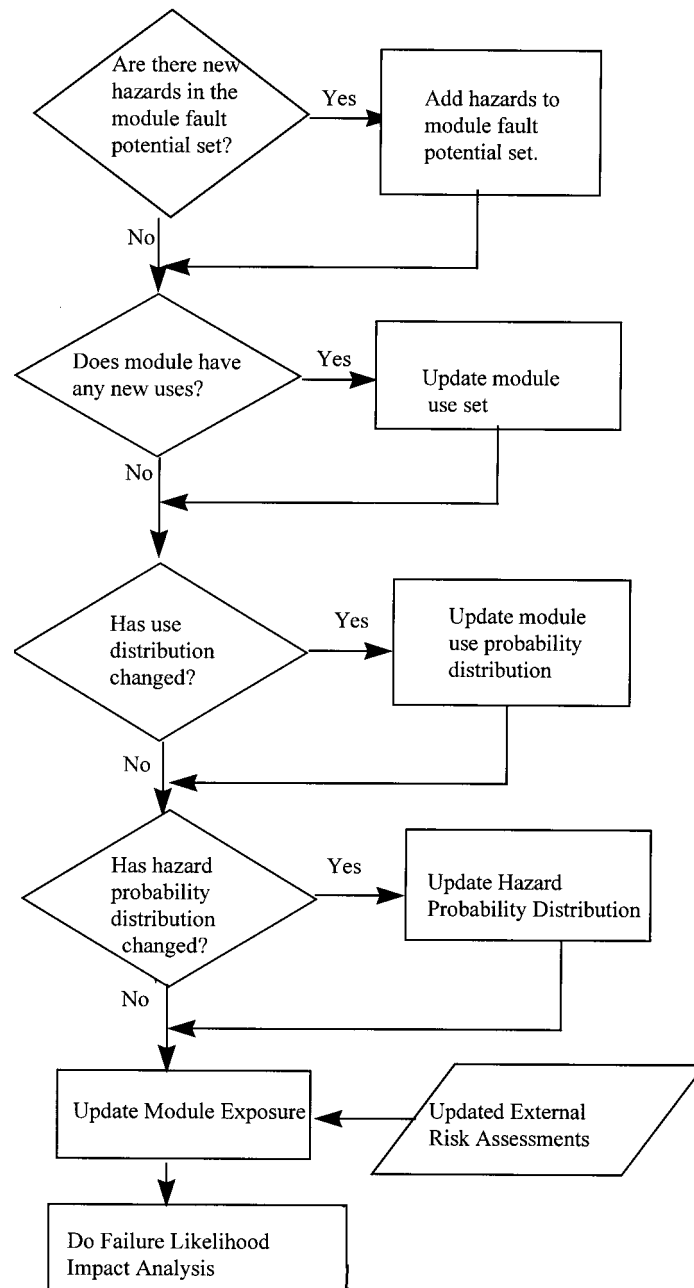 Are there new
hazards in the
module fault
potential set?
Yes
Add hazards to
module fault
potential set.
No
Does module have
any new uses?
Yes
Update module
use set
No
Has use
distribution
changed?
Yes
Update module
use probability
distribution
No
Has hazard
probability
distribution
changed?
Yes
Update Hazard
Probability Distribution
No
Update Module Exposure
Updated External
Risk Assessments
Do Failure Likelihood
Impact Analysis